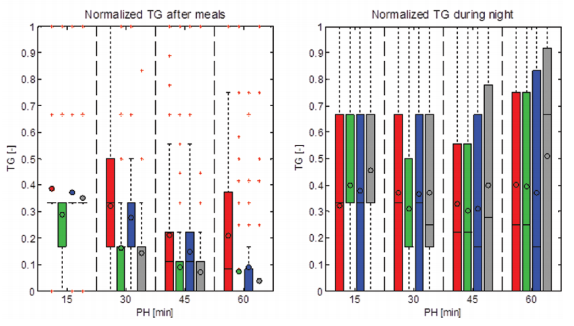 Normalized TG after meals
1
0.9
0.8
0.7
0.6
0.5
0.4
0.3
0.2
0.1
0
TG [-]
15 30 45 60
PH [min]
Normalized TG during night
1
0.9
0.8
0.7
0.6
0.5
0.4
0.3
0.2
0.1
0
TG [-]
15 30 45 60
PH [min]